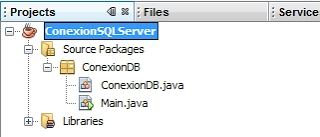 Projects Files Service
ConexionSQLServer
Source Packages
ConexionDB
ConexionDB.java
Main.java
Libraries